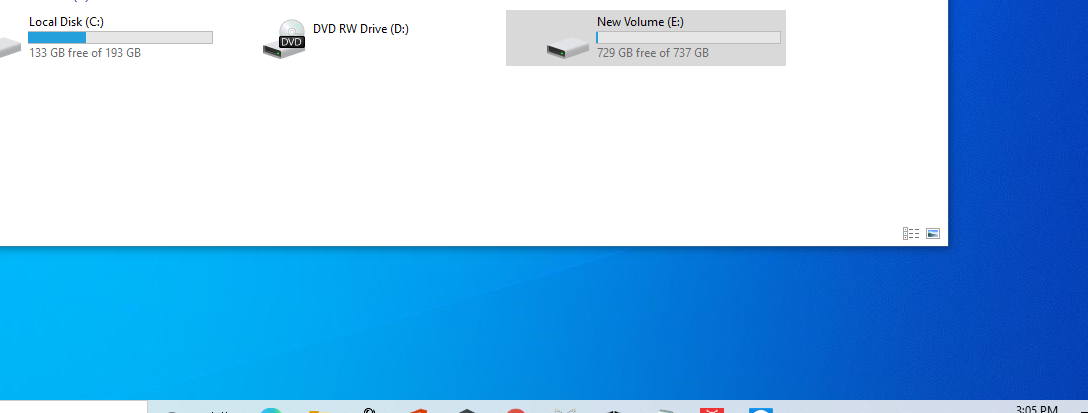 Local Disk (C:)
133 GB free of 193 GB
DVD RW Drive (D:)
DVD
New Volume (E:)
729 GB free of 737 GB
3:05 PM